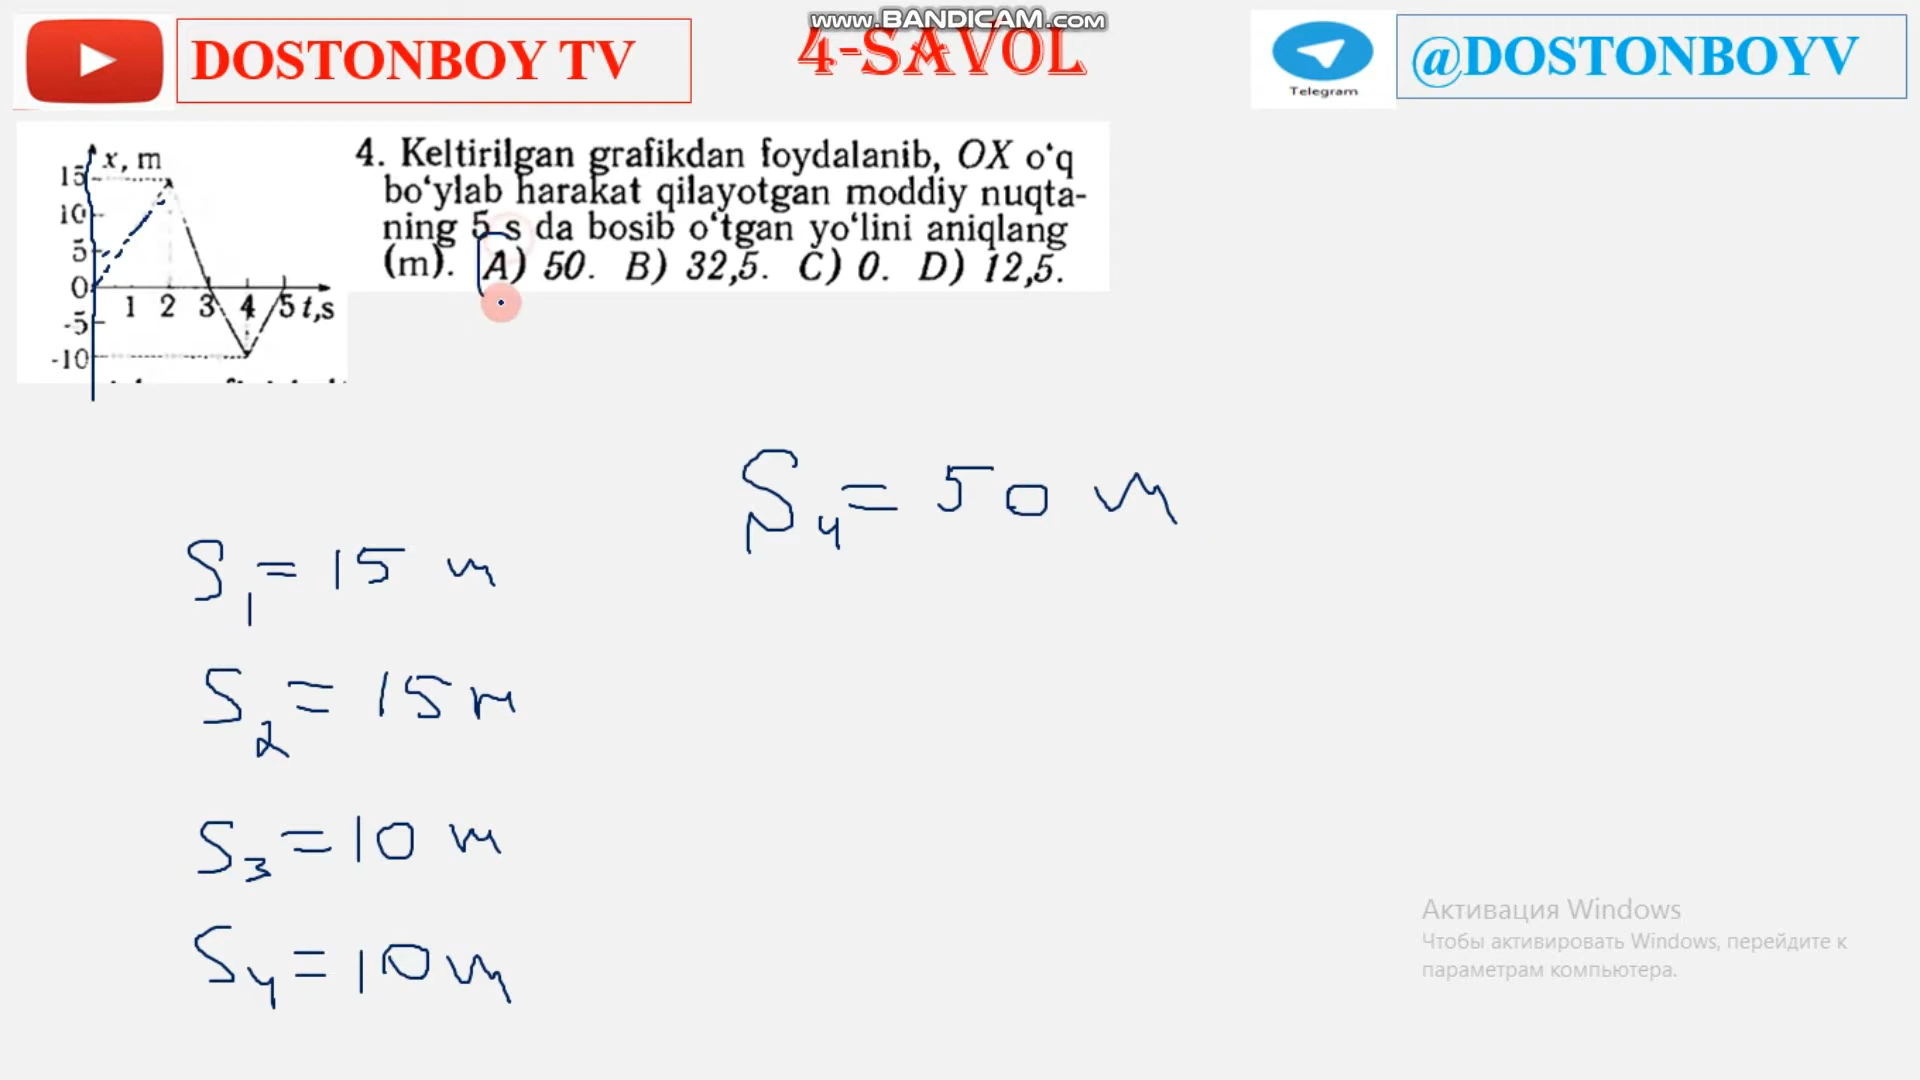 www.BANDICAM.com
DOSTONBOY TV
4-SAVOL
Telegram
@DOSTONBOYV
x, m
15
10
5
0
-5
-10
1 2 3 4 5 t,s
4. Keltirilgan grafikdan foydalanib, OX o‘q
bo‘ylab harakat qilayotgan moddiy nuqta-
ning 5 s da bosib o‘tgan yo‘lini aniqlang
(m). A) 50. B) 32,5. C) 0. D) 12,5.
S₄ = 50 m
S₁ = 15 m
S₂ = 15 m
S₃ = 10 m
S₄ = 10 m
Активация Windows
Чтобы активировать Windows, перейдите к
параметрам компьютера.